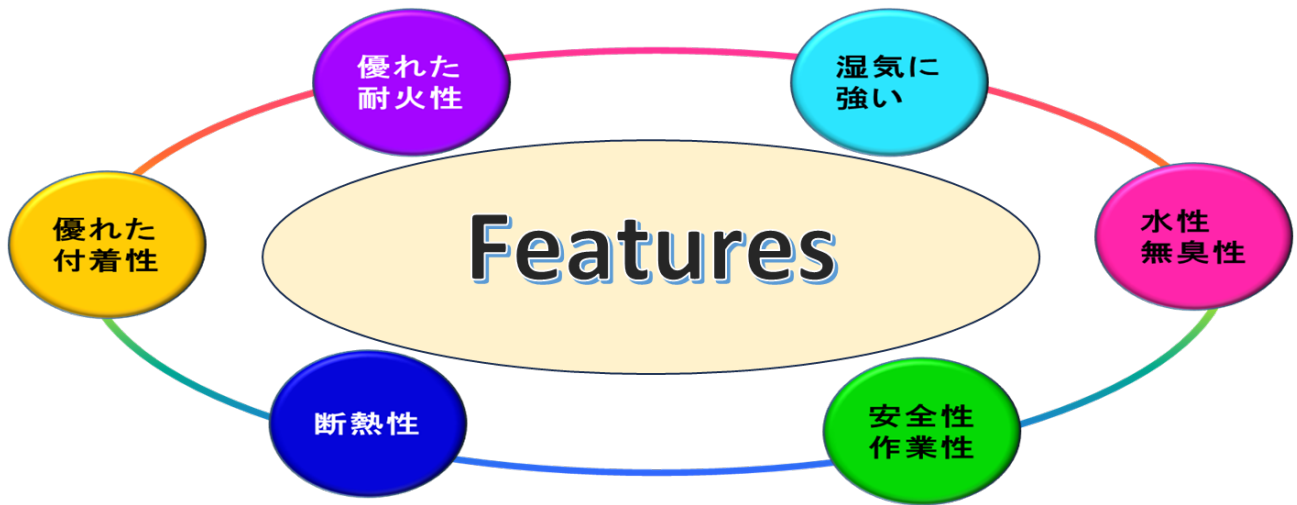 優れた
耐火性
湿気に
強い
優れた
付着性
Features
水性
無臭性
断熱性
安全性
作業性